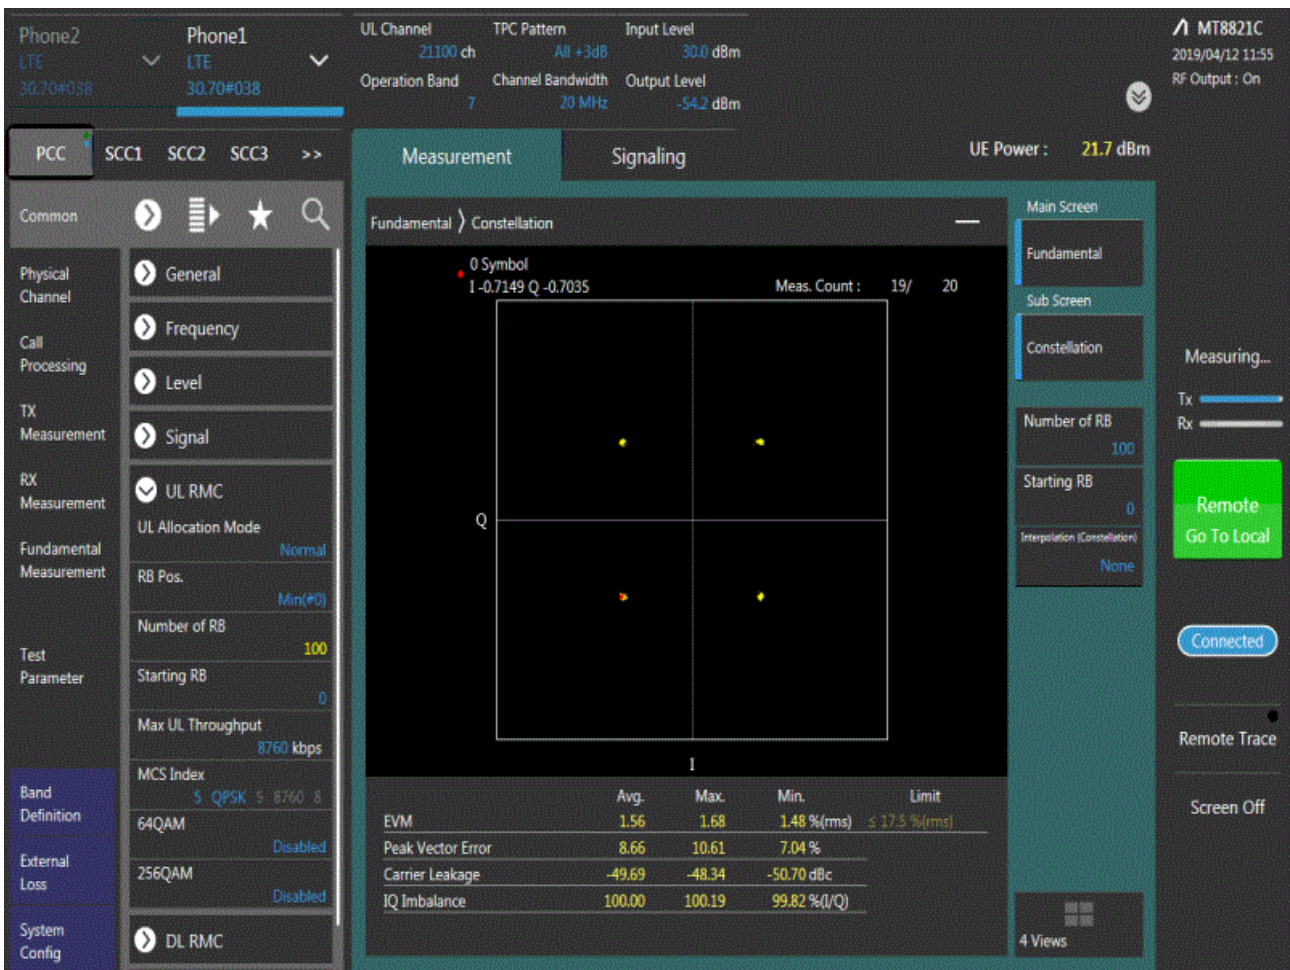 Phone2
LTE
30.70#038
Phone1
LTE
30.70#038
UL Channel
21100 ch
TPC Pattern
All +3dB
Input Level
30.0 dBm
Operation Band
7
Channel Bandwidth
20 MHz
Output Level
-54.2 dBm
MT8821C
2019/04/12 11:55
RF Output : On
PCC SCC1 SCC2 SCC3 >>
Measurement
Signaling
UE Power : 21.7 dBm
Common
Physical
Channel
Call
Processing
TX
Measurement
RX
Measurement
Fundamental
Measurement
Test
Parameter
Band
Definition
External
Loss
System
Config
General
Frequency
Level
Signal
UL RMC
UL Allocation Mode
Normal
RB Pos.
Min(#0)
Number of RB
100
Starting RB
0
Max UL Throughput
8760 kbps
MCS Index
5 QPSK 5 8760 8
64QAM
Disabled
256QAM
Disabled
DL RMC
Fundamental 〉 Constellation
0 Symbol
I -0.7149 Q -0.7035
Meas. Count : 19/ 20
Q
I
Avg. Max. Min. Limit
EVM 1.56 1.68 1.48 %(rms) ≤ 17.5 %(rms)
Peak Vector Error 8.66 10.61 7.04 %
Carrier Leakage -49.69 -48.34 -50.70 dBc
IQ Imbalance 100.00 100.19 99.82 %(I/Q)
Main Screen
Fundamental
Sub Screen
Constellation
Number of RB
100
Starting RB
0
Interpolation (Constellation)
None
4 Views
Measuring...
Tx
Rx
Remote
Go To Local
Connected
Remote Trace
Screen Off